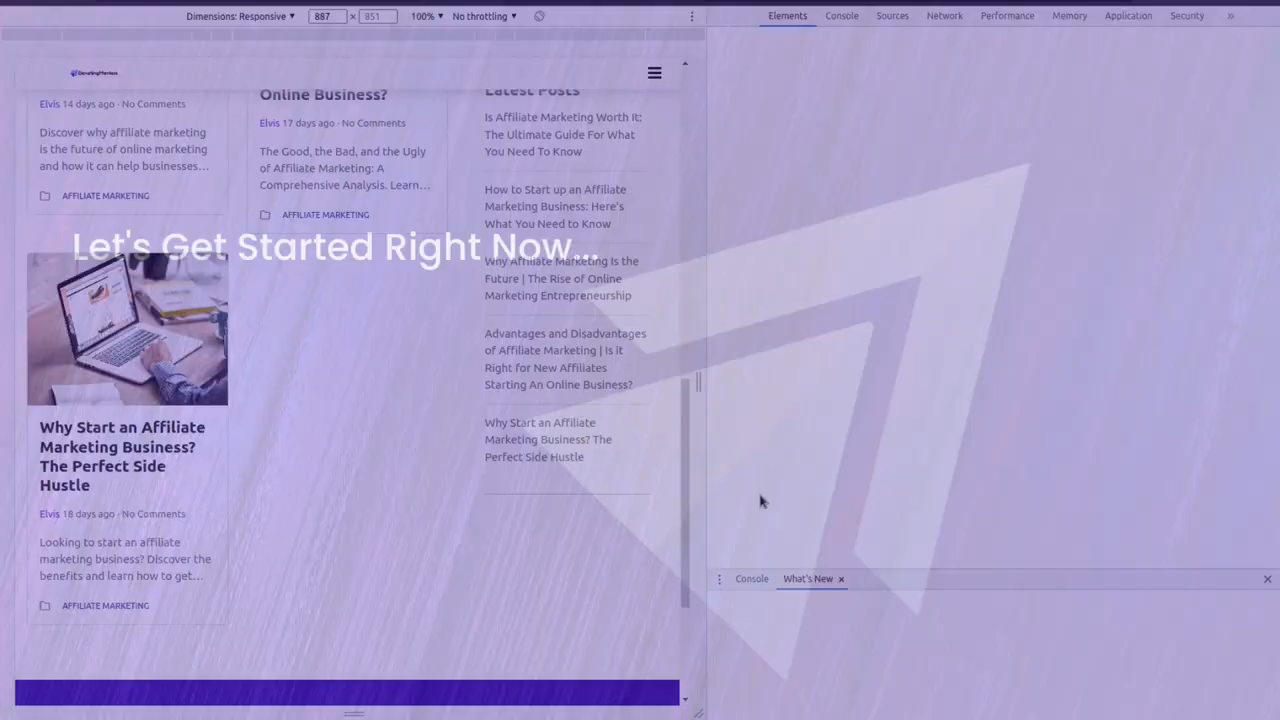 Dimensions: Responsive ▾ 887 × 851 100% ▾ No throttling ▾
Elements Console Sources Network Performance Memory Application Security »
ElevatingMentors
Elvis 14 days ago · No Comments
Discover why affiliate marketing
is the future of online marketing
and how it can help businesses…
AFFILIATE MARKETING
Online Business?
Elvis 17 days ago · No Comments
The Good, the Bad, and the Ugly
of Affiliate Marketing: A
Comprehensive Analysis. Learn…
AFFILIATE MARKETING
Let's Get Started Right Now...
Why Start an Affiliate
Marketing Business?
The Perfect Side
Hustle
Elvis 18 days ago · No Comments
Looking to start an affiliate
marketing business? Discover the
benefits and learn how to get…
AFFILIATE MARKETING
Latest Posts
Is Affiliate Marketing Worth It:
The Ultimate Guide For What
You Need To Know
How to Start up an Affiliate
Marketing Business: Here's
What You Need to Know
Why Affiliate Marketing Is the
Future | The Rise of Online
Marketing Entrepreneurship
Advantages and Disadvantages
of Affiliate Marketing | Is it
Right for New Affiliates
Starting An Online Business?
Why Start an Affiliate
Marketing Business? The
Perfect Side Hustle
Console What's New ×